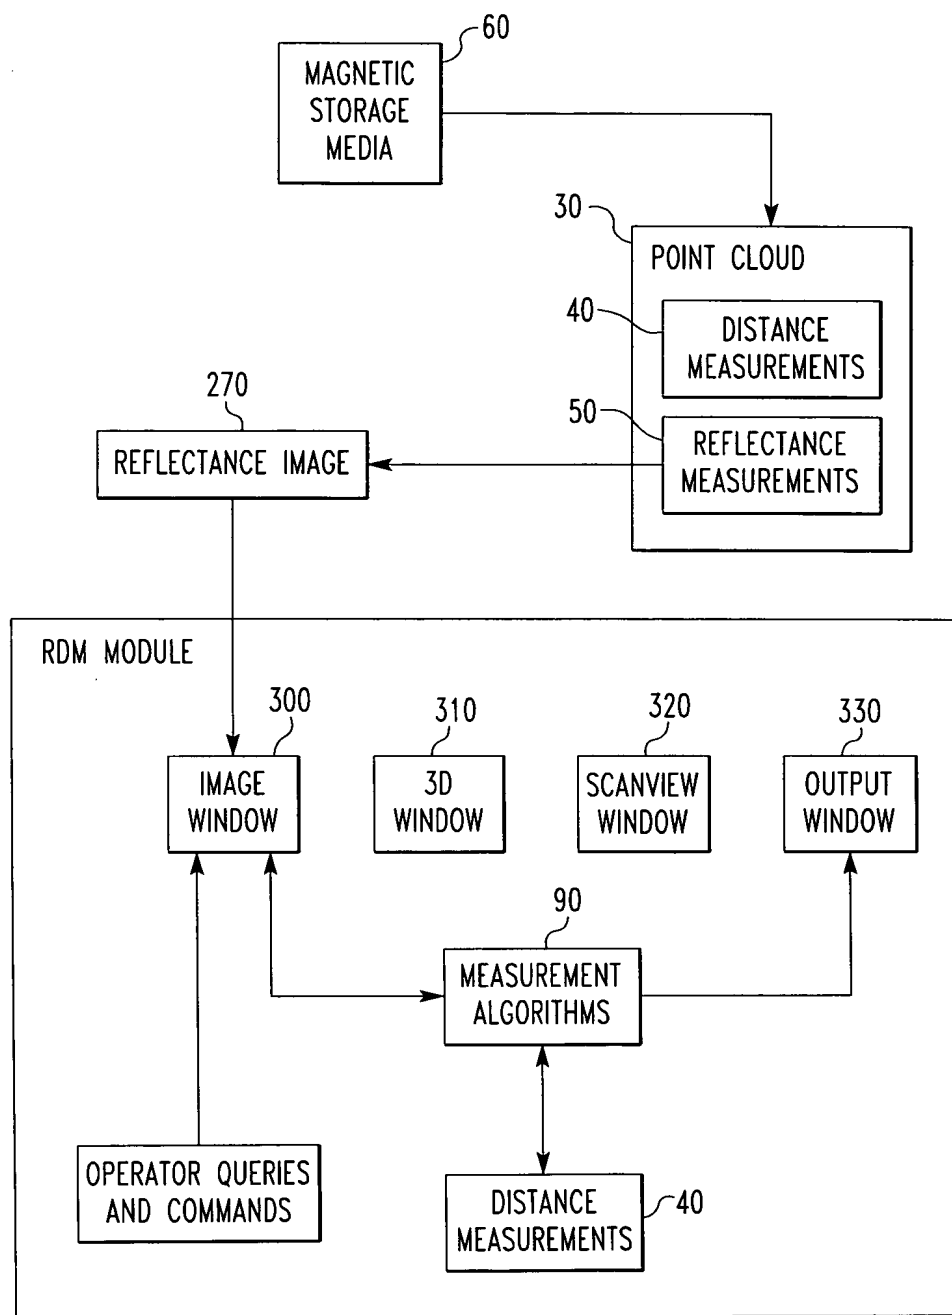 60
MAGNETIC
STORAGE
MEDIA
30
POINT CLOUD
40
DISTANCE
MEASUREMENTS
270
50
REFLECTANCE IMAGE
REFLECTANCE
MEASUREMENTS
RDM MODULE
300
310
320
330
IMAGE
WINDOW
3D
WINDOW
SCANVIEW
WINDOW
OUTPUT
WINDOW
90
MEASUREMENT
ALGORITHMS
OPERATOR QUERIES
AND COMMANDS
DISTANCE
MEASUREMENTS
40